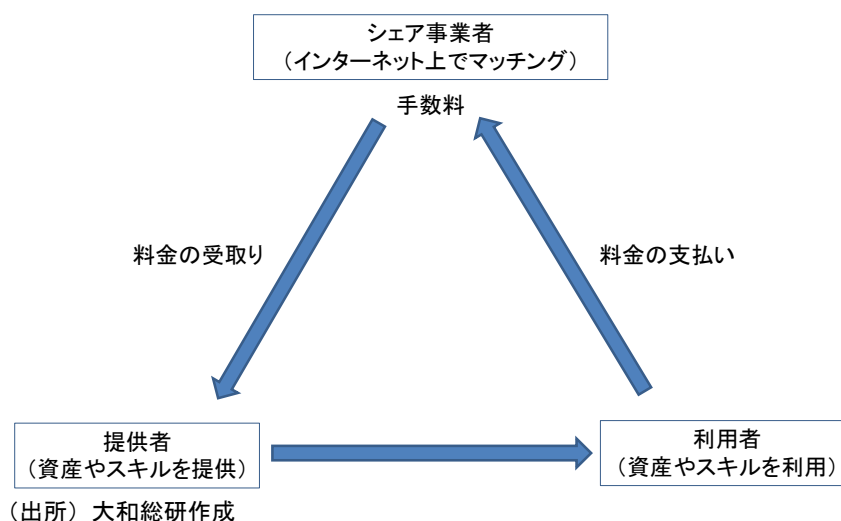 シェア事業者
（インターネット上でマッチング）
手数料
料金の受取り
料金の支払い
提供者
（資産やスキルを提供）
利用者
（資産やスキルを利用）
（出所）大和総研作成